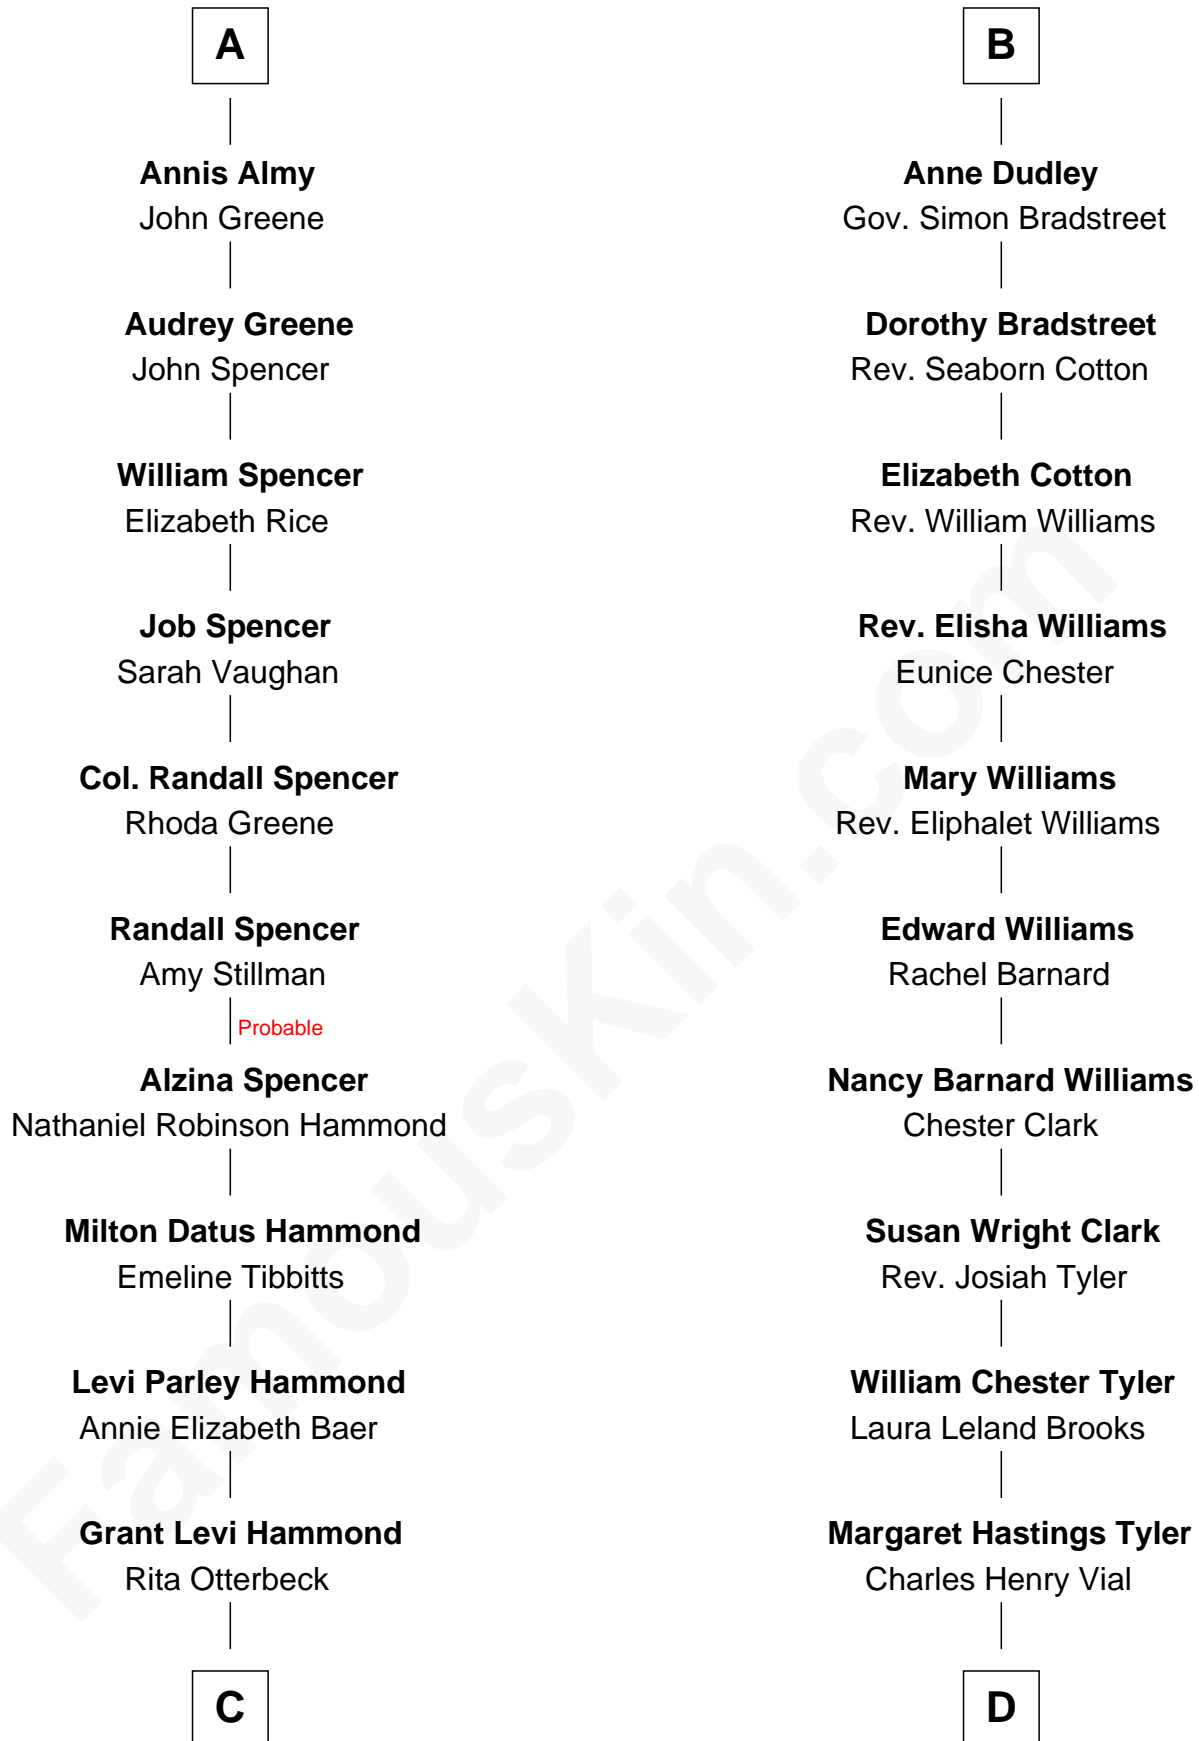 A
Annis Almy
John Greene
Audrey Greene
John Spencer
William Spencer
Elizabeth Rice
Job Spencer
Sarah Vaughan
Col. Randall Spencer
Rhoda Greene
Randall Spencer
Amy Stillman
Probable
Alzina Spencer
Nathaniel Robinson Hammond
Milton Datus Hammond
Emeline Tibbitts
Levi Parley Hammond
Annie Elizabeth Baer
Grant Levi Hammond
Rita Otterbeck
C
B
Anne Dudley
Gov. Simon Bradstreet
Dorothy Bradstreet
Rev. Seaborn Cotton
Elizabeth Cotton
Rev. William Williams
Rev. Elisha Williams
Eunice Chester
Mary Williams
Rev. Eliphalet Williams
Edward Williams
Rachel Barnard
Nancy Barnard Williams
Chester Clark
Susan Wright Clark
Rev. Josiah Tyler
William Chester Tyler
Laura Leland Brooks
Margaret Hastings Tyler
Charles Henry Vial
D
FamousKin.com